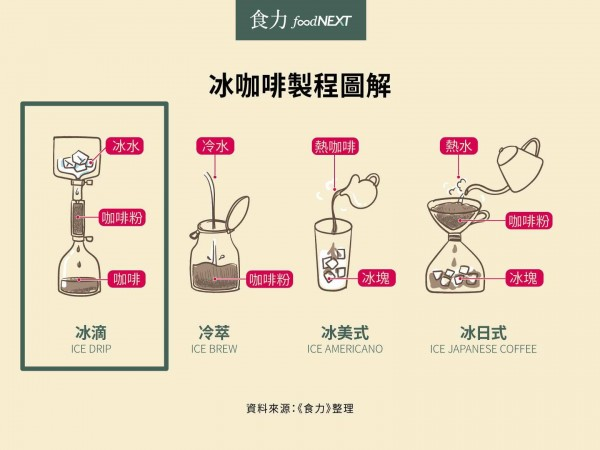 食力 foodNEXT
冰咖啡製程圖解
冰水
咖啡粉
咖啡
冰滴
ICE DRIP
冷水
咖啡粉
冷萃
ICE BREW
熱咖啡
冰塊
冰美式
ICE AMERICANO
熱水
咖啡粉
冰塊
冰日式
ICE JAPANESE COFFEE
資料來源：《食力》整理